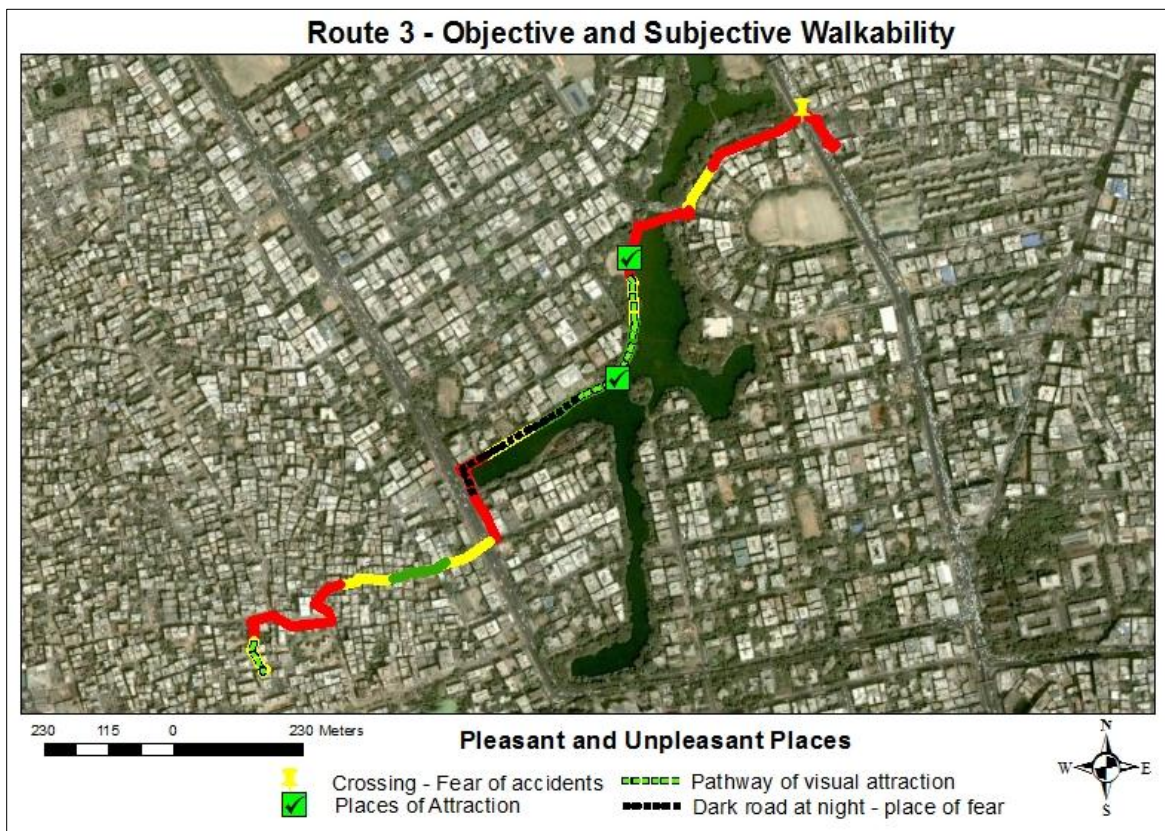 Route 3 - Objective and Subjective Walkability
230 115 0 230 Meters
Pleasant and Unpleasant Places
N
W E
S
Crossing - Fear of accidents
Pathway of visual attraction
Places of Attraction
Dark road at night - place of fear